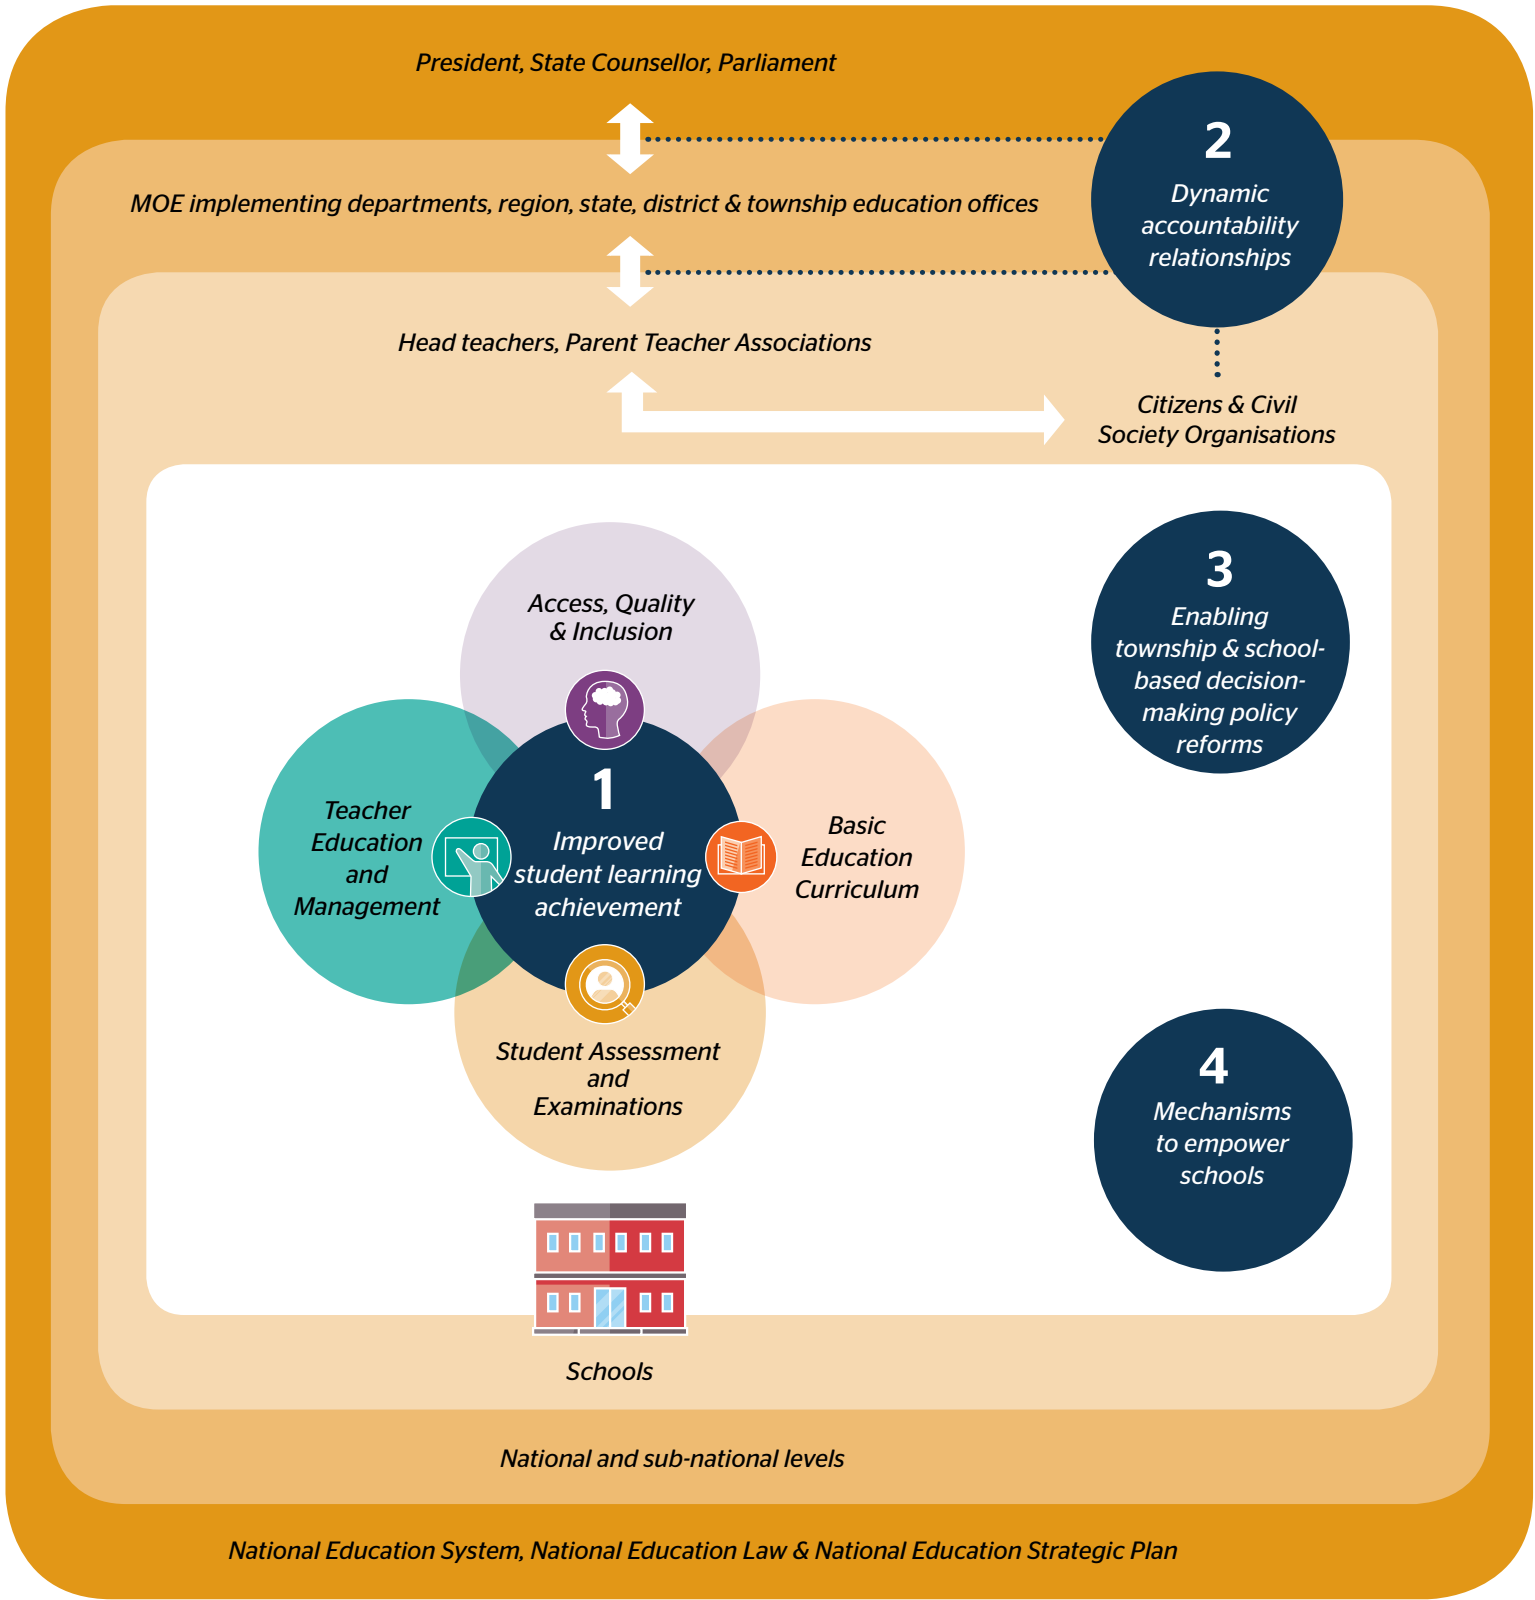 President, State Counsellor, Parliament
2
Dynamic
accountability
relationships
MOE implementing departments, region, state, district & township education offices
Head teachers, Parent Teacher Associations
Citizens & Civil
Society Organisations
Access, Quality
& Inclusion
Teacher
Education
and
Management
1
Improved
student learning
achievement
Basic
Education
Curriculum
Student Assessment
and
Examinations
3
Enabling
township & school-
based decision-
making policy
reforms
4
Mechanisms
to empower
schools
Schools
National and sub-national levels
National Education System, National Education Law & National Education Strategic Plan